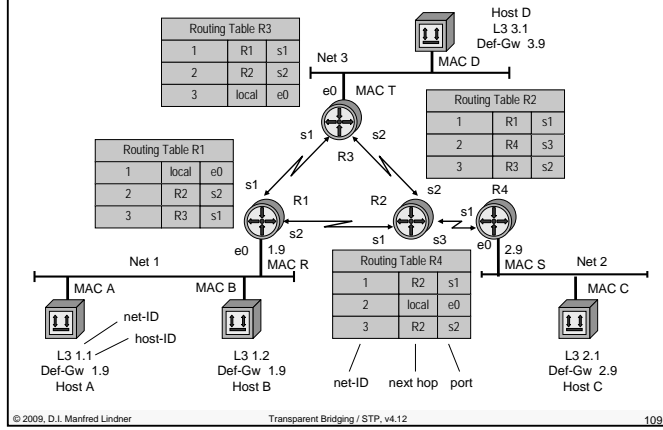 Host D
L3 3.1
Def-Gw 3.9
Routing Table R3
1 R1 s1
2 R2 s2
3 local e0
Net 3
MAC D
e0 MAC T
Routing Table R2
1 R1 s1
2 R4 s3
3 R3 s2
s1 s2
R3
Routing Table R1
1 local e0
2 R2 s2
3 R3 s1
s1 R1 R2 s2 R4
s1
s2 s1 s3
e0 1.9
MAC R
e0 2.9
MAC S
Net 1
Net 2
Routing Table R4
1 R2 s1
2 local e0
3 R2 s2
MAC A
MAC B
MAC C
net-ID
host-ID
L3 1.1
Def-Gw 1.9
Host A
L3 1.2
Def-Gw 1.9
Host B
net-ID next hop port
L3 2.1
Def-Gw 2.9
Host C
© 2009, D.I. Manfred Lindner
Transparent Bridging / STP, v4.12
109